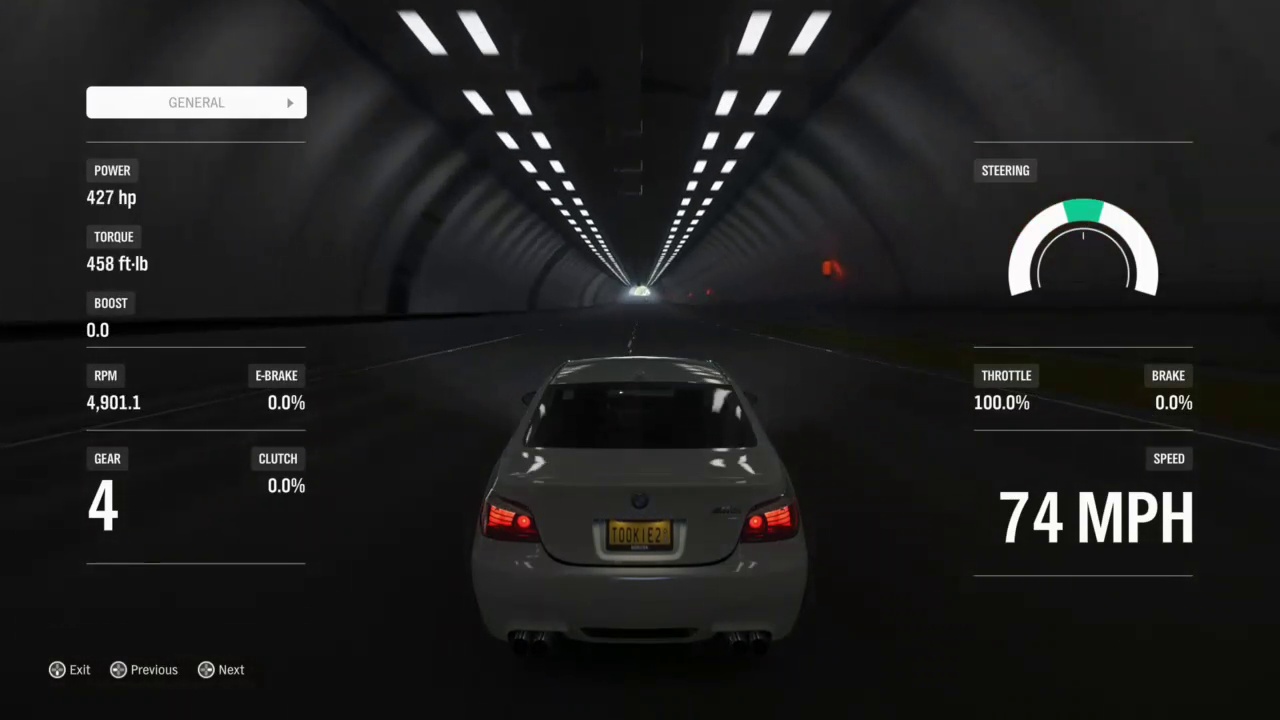 GENERAL
POWER
427 hp
TORQUE
458 ft·lb
BOOST
0.0
RPM
E-BRAKE
4,901.1
0.0%
GEAR
CLUTCH
4
0.0%
STEERING
THROTTLE
BRAKE
100.0%
0.0%
SPEED
74 MPH
TOOKIE2
Exit
Previous
Next